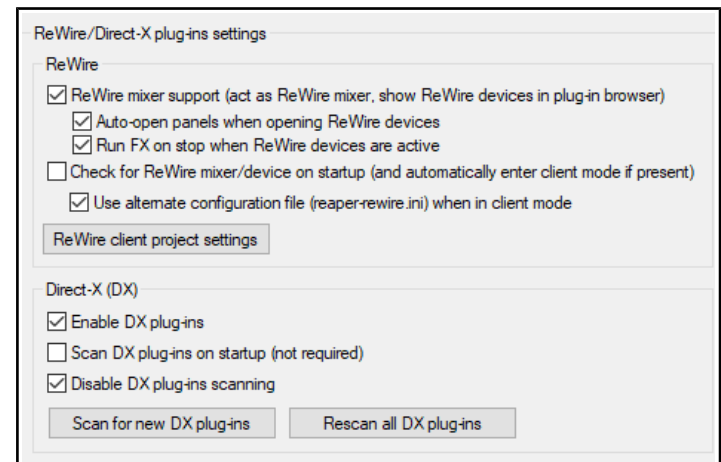 ReWire/Direct-X plug-ins settings
ReWire
ReWire mixer support (act as ReWire mixer, show ReWire devices in plug-in browser)
Auto-open panels when opening ReWire devices
Run FX on stop when ReWire devices are active
Check for ReWire mixer/device on startup (and automatically enter client mode if present)
Use alternate configuration file (reaper-rewire.ini) when in client mode
ReWire client project settings
Direct-X (DX)
Enable DX plug-ins
Scan DX plug-ins on startup (not required)
Disable DX plug-ins scanning
Scan for new DX plug-ins Rescan all DX plug-ins